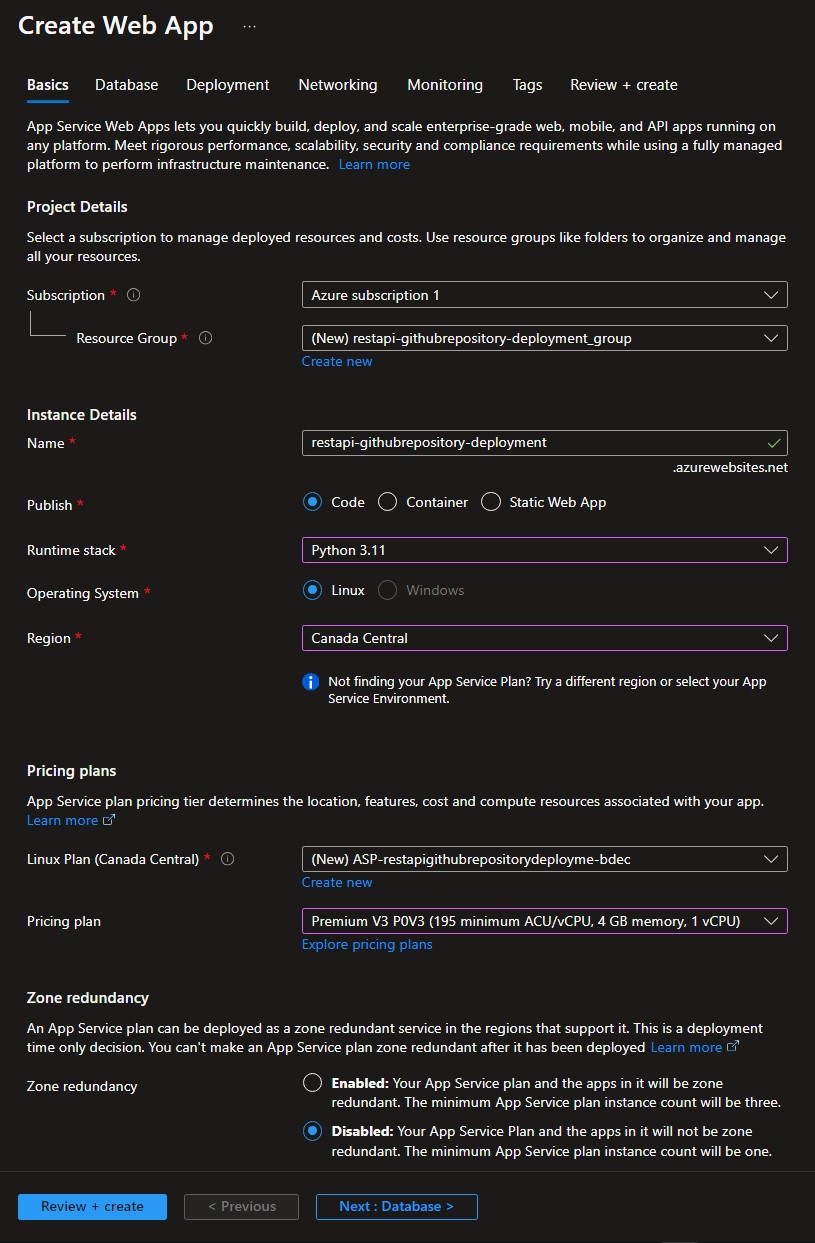 Create Web App ...
Basics Database Deployment Networking Monitoring Tags Review + create
App Service Web Apps lets you quickly build, deploy, and scale enterprise-grade web, mobile, and API apps running on
any platform. Meet rigorous performance, scalability, security and compliance requirements while using a fully managed
platform to perform infrastructure maintenance. Learn more
Project Details
Select a subscription to manage deployed resources and costs. Use resource groups like folders to organize and manage
all your resources.
Subscription * Azure subscription 1
Resource Group * (New) restapi-githubrepository-deployment_group
Create new
Instance Details
Name * restapi-githubrepository-deployment
.azurewebsites.net
Publish * Code Container Static Web App
Runtime stack * Python 3.11
Operating System * Linux Windows
Region * Canada Central
Not finding your App Service Plan? Try a different region or select your App
Service Environment.
Pricing plans
App Service plan pricing tier determines the location, features, cost and compute resources associated with your app.
Learn more
Linux Plan (Canada Central) * (New) ASP-restapigithubrepositorydeployme-bdec
Create new
Pricing plan Premium V3 P0V3 (195 minimum ACU/vCPU, 4 GB memory, 1 vCPU)
Explore pricing plans
Zone redundancy
An App Service plan can be deployed as a zone redundant service in the regions that support it. This is a deployment
time only decision. You can't make an App Service plan zone redundant after it has been deployed Learn more
Zone redundancy Enabled: Your App Service plan and the apps in it will be zone
redundant. The minimum App Service plan instance count will be three.
Disabled: Your App Service Plan and the apps in it will not be zone
redundant. The minimum App Service plan instance count will be one.
Review + create < Previous Next : Database >